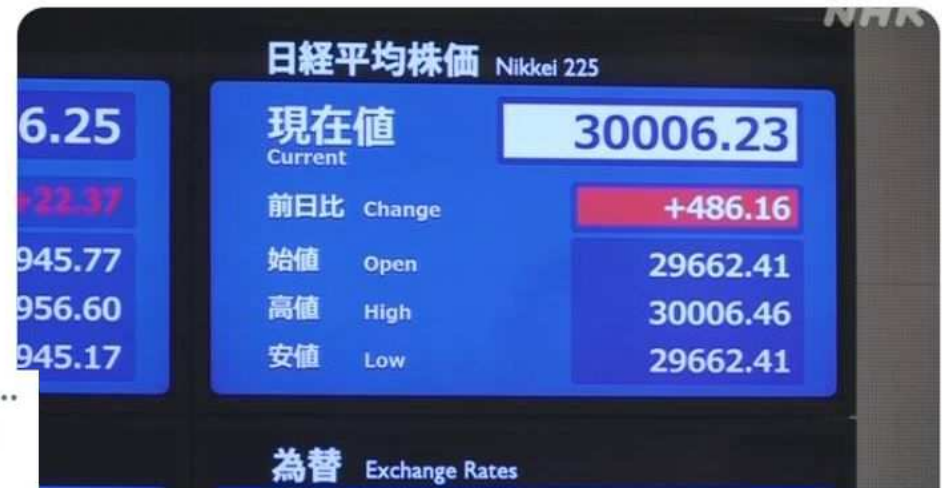 NHK
日経平均株価 Nikkei 225
6.25
現在値 30006.23
Current
+22.37
前日比 Change +486.16
945.77
始値 Open 29662.41
956.60
高値 High 30006.46
945.17
安値 Low 29662.41
為替 Exchange Rates